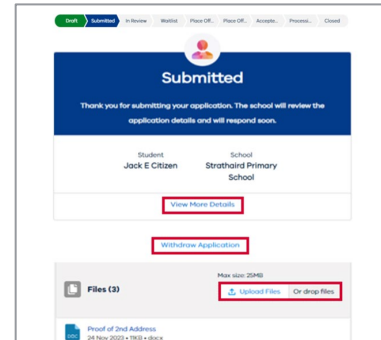 Draft Submitted In Review Waitlist Place Off... Place Off... Accepte... Processi... Closed
Submitted
Thank you for submitting your application. The school will review the
application details and will respond soon.
Student School
Jack E Citizen Strathaird Primary
School
View More Details
Withdraw Application
Max size: 25MB
Files (3) Upload Files Or drop files
Proof of 2nd Address
24 Nov 2023 • 11KB • docx